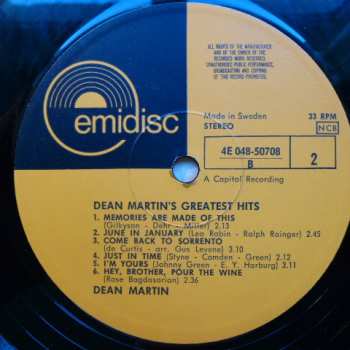 ALL RIGHTS OF THE MANUFACTURER
AND OF THE OWNER OF THE
RECORDED WORK RESERVED.
UNAUTHORISED PUBLIC PERFORMANCE,
BROADCASTING AND COPYING
OF THIS RECORD PROHIBITED.
emidisc
Made in Sweden
33 RPM
STEREO
NCB
4E 048-50708
B
2
A Capitol Recording
DEAN MARTIN'S GREATEST HITS
1. MEMORIES ARE MADE OF THIS
(Gilkyson - Dehr - Miller) 2.13
2. JUNE IN JANUARY (Leo Robin - Ralph Rainger) 2.45
3. COME BACK TO SORRENTO
(de Curtis - arr: Gus Levene) 3.13
4. JUST IN TIME (Styne - Comden - Green) 2.12
5. I'M YOURS (Johnny Green - E. Y. Harburg) 3.11
6. HEY, BROTHER, POUR THE WINE
(Ross Bagdasarian) 2.36
DEAN MARTIN